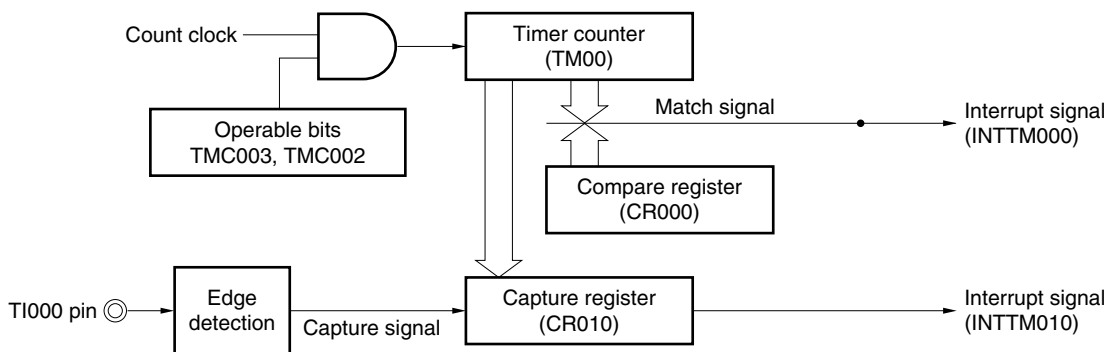 Count clock
Timer counter
(TM00)
Operable bits
TMC003, TMC002
Match signal
Interrupt signal
(INTTM000)
Compare register
(CR000)
TI000 pin
Edge
detection
Capture signal
Capture register
(CR010)
Interrupt signal
(INTTM010)